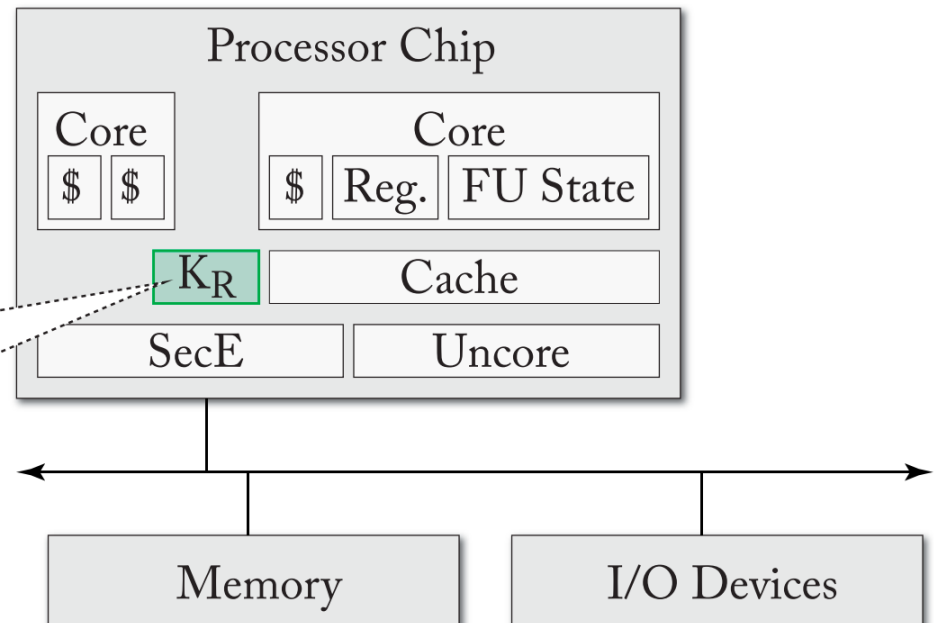 Processor Chip
Core
$ $
Core
$ Reg. FU State
KR
Cache
SecE
Uncore
Memory
I/O Devices